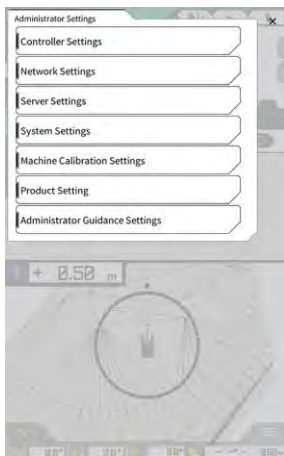 Administrator Settings
×
Controller Settings
Network Settings
Server Settings
System Settings
Machine Calibration Settings
Product Setting
Administrator Guidance Settings
+ 0.50 m